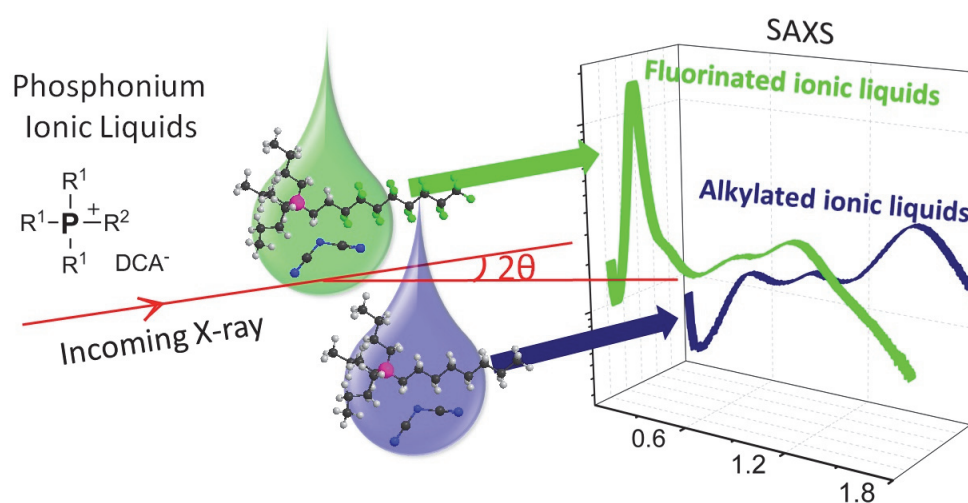 Phosphonium
Ionic Liquids
R¹
R¹-P⁺-R²
R¹ DCA⁻
Incoming X-ray
2θ
SAXS
Fluorinated ionic liquids
Alkylated ionic liquids
0.6
1.2
1.8